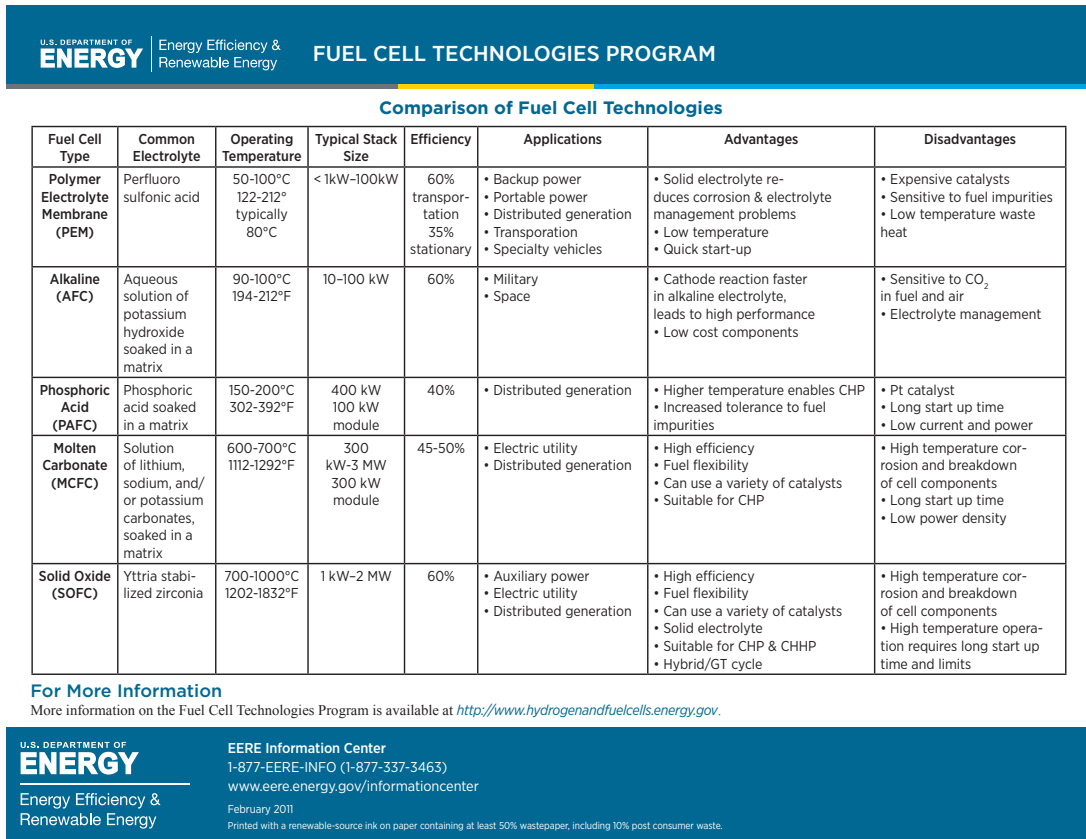 U.S. DEPARTMENT OF
ENERGY
Energy Efficiency &
Renewable Energy
FUEL CELL TECHNOLOGIES PROGRAM
Comparison of Fuel Cell Technologies
Fuel Cell
Type
Common
Electrolyte
Operating
Temperature
Typical Stack
Size
Efficiency
Applications
Advantages
Disadvantages
Polymer
Electrolyte
Membrane
(PEM)
Perfluoro
sulfonic acid
50-100°C
122-212°
typically
80°C
< 1kW–100kW
60%
transpor-
tation
35%
stationary
• Backup power
• Portable power
• Distributed generation
• Transporation
• Specialty vehicles
• Solid electrolyte re-
duces corrosion & electrolyte
management problems
• Low temperature
• Quick start-up
• Expensive catalysts
• Sensitive to fuel impurities
• Low temperature waste
heat
Alkaline
(AFC)
Aqueous
solution of
potassium
hydroxide
soaked in a
matrix
90-100°C
194-212°F
10–100 kW
60%
• Military
• Space
• Cathode reaction faster
in alkaline electrolyte,
leads to high performance
• Low cost components
• Sensitive to CO2
in fuel and air
• Electrolyte management
Phosphoric
Acid
(PAFC)
Phosphoric
acid soaked
in a matrix
150-200°C
302-392°F
400 kW
100 kW
module
40%
• Distributed generation
• Higher temperature enables CHP
• Increased tolerance to fuel
impurities
• Pt catalyst
• Long start up time
• Low current and power
Molten
Carbonate
(MCFC)
Solution
of lithium,
sodium, and/
or potassium
carbonates,
soaked in a
matrix
600-700°C
1112-1292°F
300
kW-3 MW
300 kW
module
45-50%
• Electric utility
• Distributed generation
• High efficiency
• Fuel flexibility
• Can use a variety of catalysts
• Suitable for CHP
• High temperature cor-
rosion and breakdown
of cell components
• Long start up time
• Low power density
Solid Oxide
(SOFC)
Yttria stabi-
lized zirconia
700-1000°C
1202-1832°F
1 kW–2 MW
60%
• Auxiliary power
• Electric utility
• Distributed generation
• High efficiency
• Fuel flexibility
• Can use a variety of catalysts
• Solid electrolyte
• Suitable for CHP & CHHP
• Hybrid/GT cycle
• High temperature cor-
rosion and breakdown
of cell components
• High temperature opera-
tion requires long start up
time and limits
For More Information
More information on the Fuel Cell Technologies Program is available at http://www.hydrogenandfuelcells.energy.gov.
U.S. DEPARTMENT OF
ENERGY
Energy Efficiency &
Renewable Energy
EERE Information Center
1-877-EERE-INFO (1-877-337-3463)
www.eere.energy.gov/informationcenter
February 2011
Printed with a renewable-source ink on paper containing at least 50% wastepaper, including 10% post consumer waste.